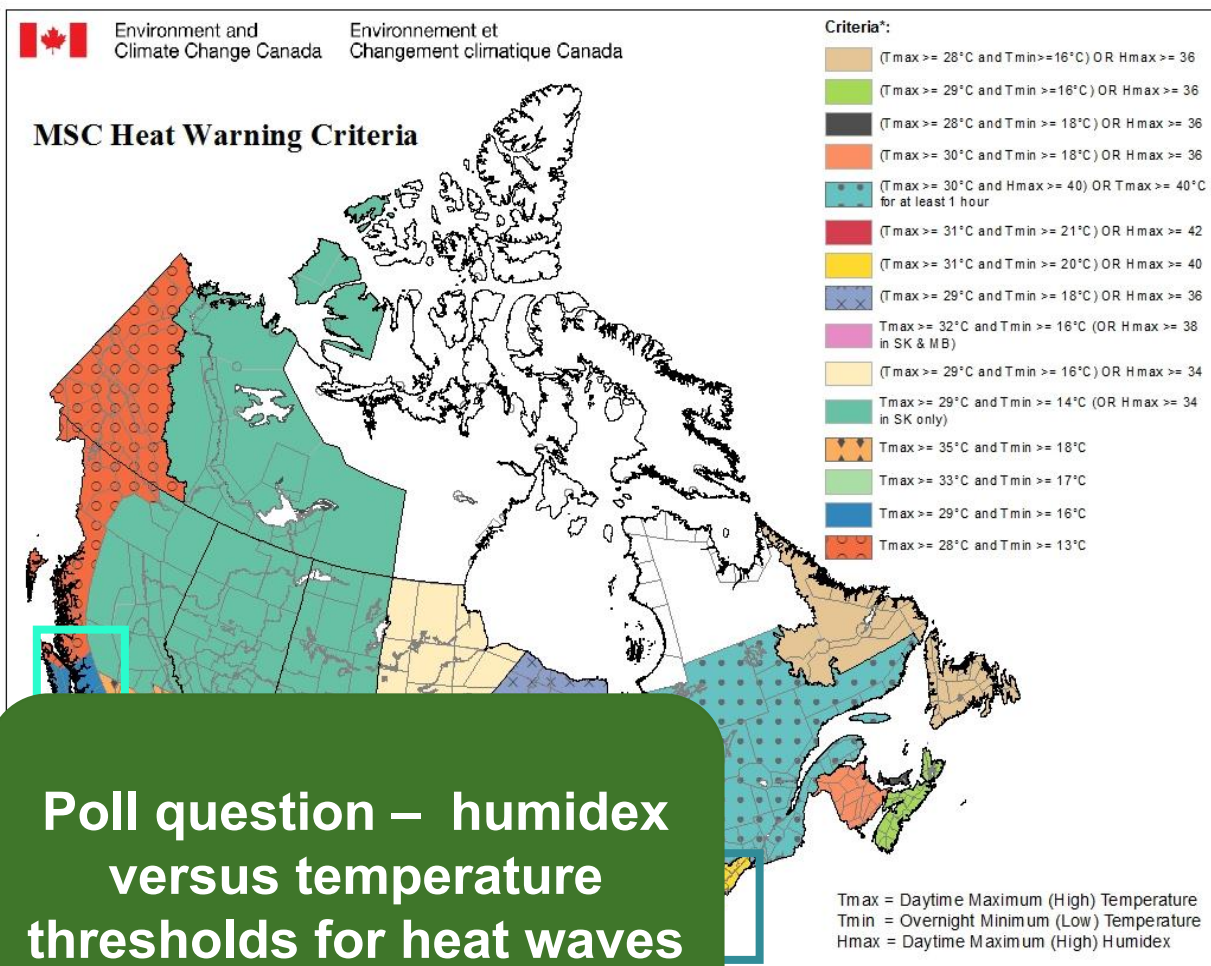 Environment and
Climate Change Canada
Environnement et
Changement climatique Canada
MSC Heat Warning Criteria
Criteria*:
(Tmax >= 28°C and Tmin>=16°C) OR Hmax >= 36
(Tmax >= 29°C and Tmin >=16°C) OR Hmax >= 36
(Tmax >= 28°C and Tmin >= 18°C) OR Hmax >= 36
(Tmax >= 30°C and Tmin >= 18°C) OR Hmax >= 36
(Tmax >= 30°C and Hmax >= 40) OR Tmax >= 40°C
for at least 1 hour
(Tmax >= 31°C and Tmin >= 21°C) OR Hmax >= 42
(Tmax >= 31°C and Tmin >= 20°C) OR Hmax >= 40
(Tmax >= 29°C and Tmin >= 18°C) OR Hmax >= 36
Tmax >= 32°C and Tmin >= 16°C (OR Hmax >= 38
in SK & MB)
(Tmax >= 29°C and Tmin >= 16°C) OR Hmax >= 34
Tmax >= 29°C and Tmin >= 14°C (OR Hmax >= 34
in SK only)
Tmax >= 35°C and Tmin >= 18°C
Tmax >= 33°C and Tmin >= 17°C
Tmax >= 29°C and Tmin >= 16°C
Tmax >= 28°C and Tmin >= 13°C
Poll question – humidex
versus temperature
thresholds for heat waves
Tmax = Daytime Maximum (High) Temperature
Tmin = Overnight Minimum (Low) Temperature
Hmax = Daytime Maximum (High) Humidex